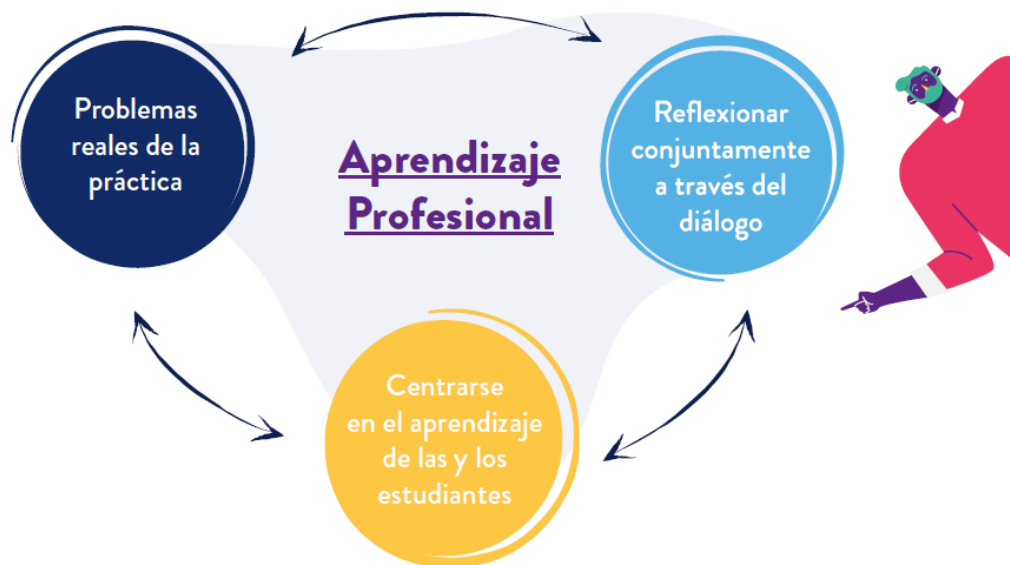 Problemas
reales de la
práctica
Aprendizaje
Profesional
Reflexionar
conjuntamente
a través del
diálogo
Centrarse
en el aprendizaje
de las y los
estudiantes